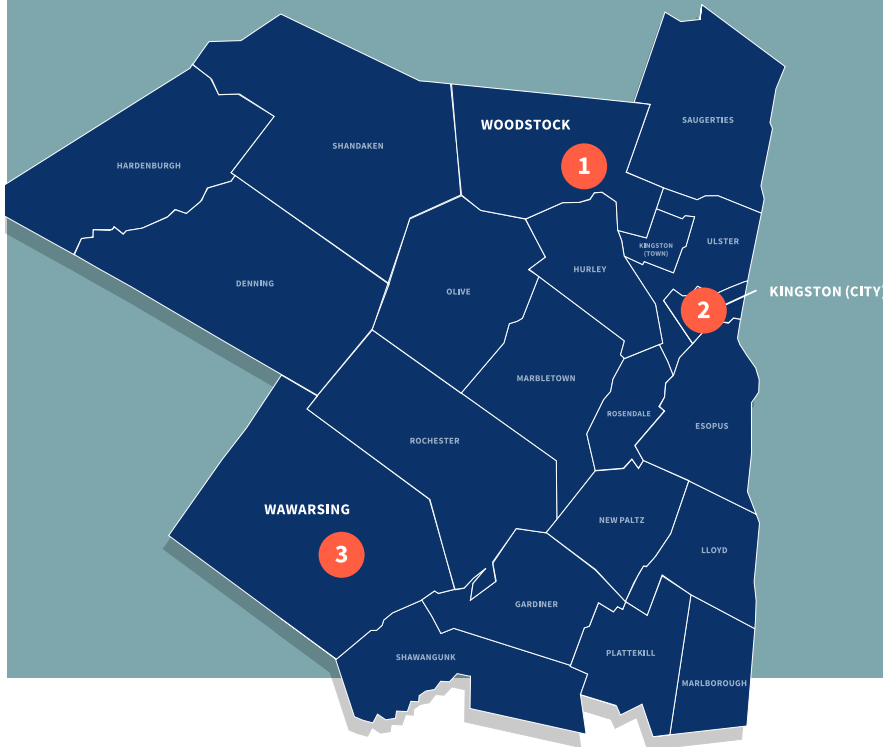 SAUGERTIES
WOODSTOCK
SHANDAKEN
1
HARDENBURGH
KINGSTON
(TOWN)
ULSTER
HURLEY
DENNING
OLIVE
KINGSTON (CITY)
2
MARBLETOWN
ROSENDALE
ESOPUS
ROCHESTER
WAWARSING
NEW PALTZ
3
LLOYD
GARDINER
PLATTEKILL
SHAWANGUNK
MARLBOROUGH